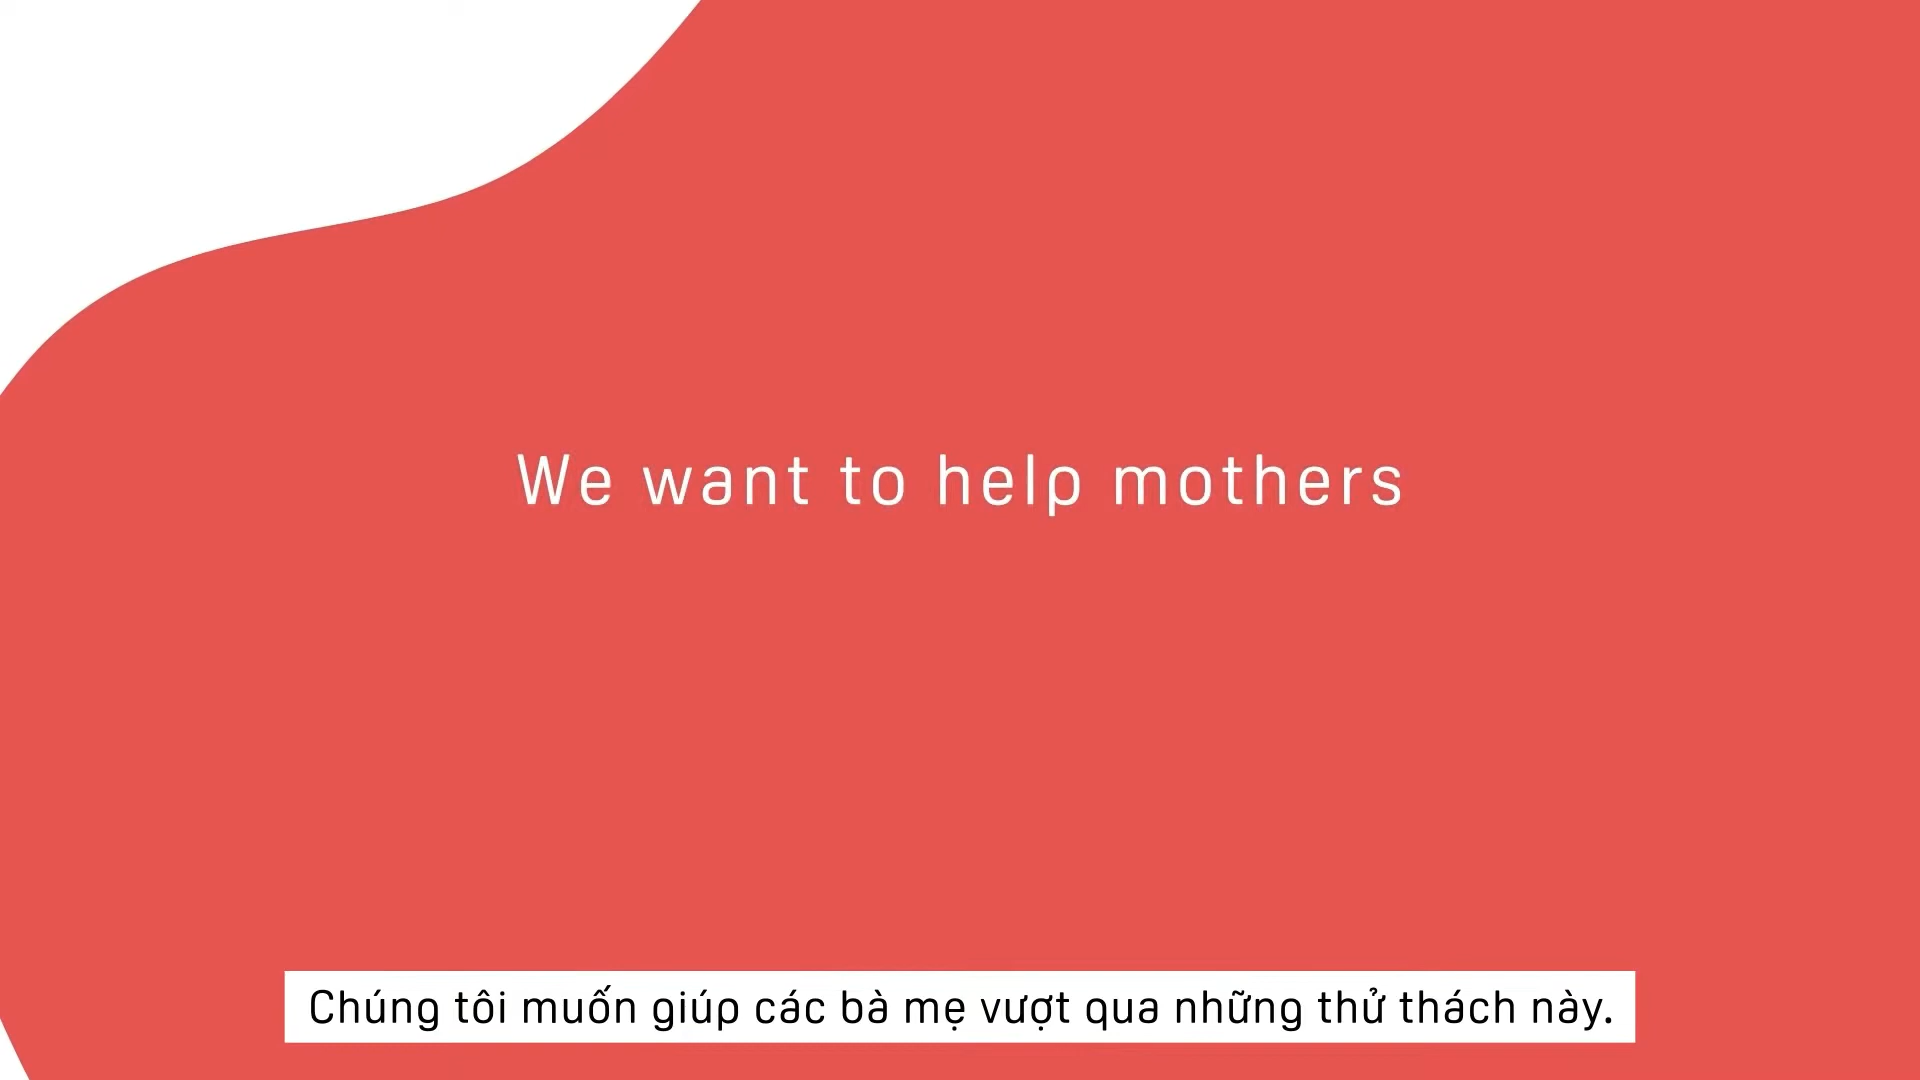 We want to help mothers
Chúng tôi muốn giúp các bà mẹ vượt qua những thử thách này.